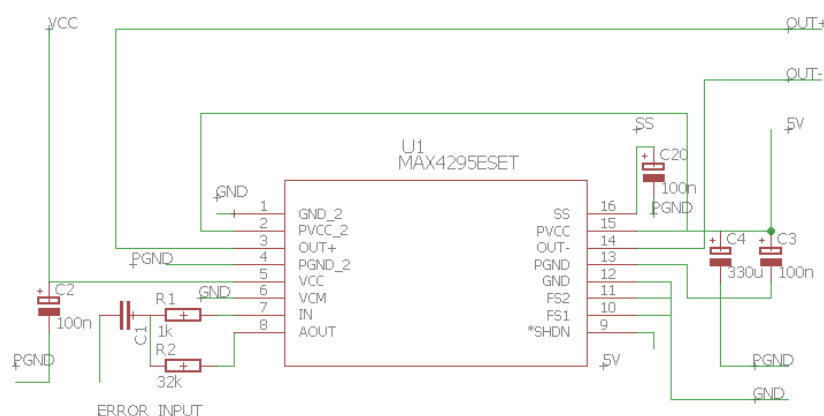 VCC
OUT+
OUT-
5V
SS
U1
MAX4295ESET
C20
100n
PGND
GND
1 GND_2
2 PVCC_2
3 OUT+
4 PGND_2
5 VCC
6 VCM
7 IN
8 AOUT
SS 16
PVCC 15
OUT- 14
PGND 13
GND 12
FS2 11
FS1 10
*SHDN 9
PGND
GND
C4
330u
C3
100n
C2
100n
C1
R1
1k
R2
32k
PGND
5V
PGND
GND
ERROR INPUT